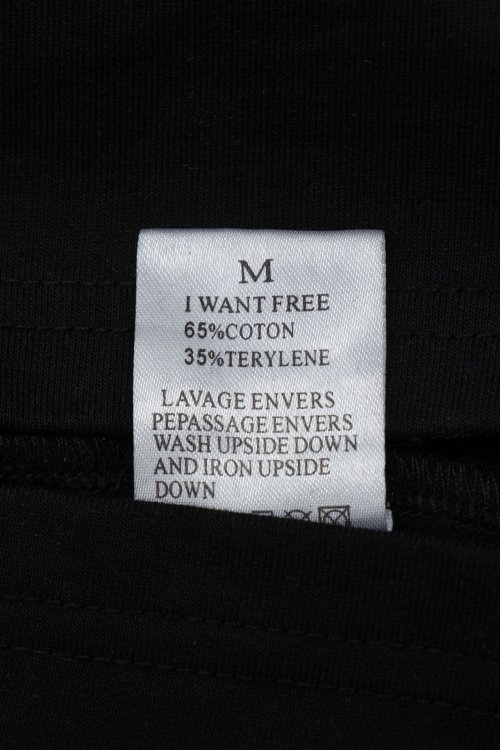 M
I WANT FREE
65%COTON
35%TERYLENE
LAVAGE ENVERS
PEPASSAGE ENVERS
WASH UPSIDE DOWN
AND IRON UPSIDE
DOWN